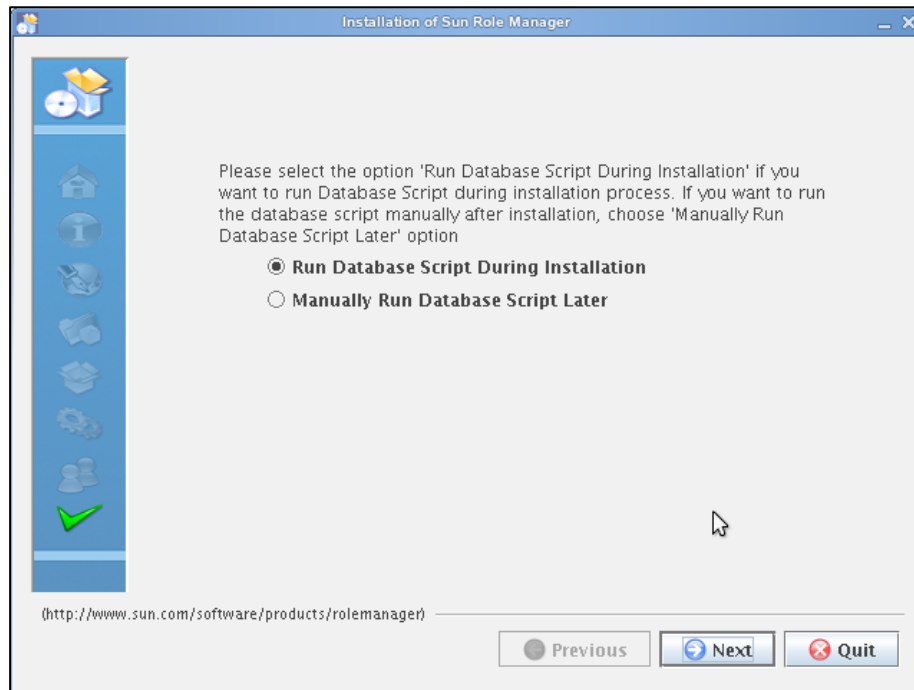 Installation of Sun Role Manager
Please select the option 'Run Database Script During Installation' if you
want to run Database Script during installation process. If you want to run
the database script manually after installation, choose 'Manually Run
Database Script Later' option
Run Database Script During Installation
Manually Run Database Script Later
(http://www.sun.com/software/products/rolemanager)
Previous
Next
Quit